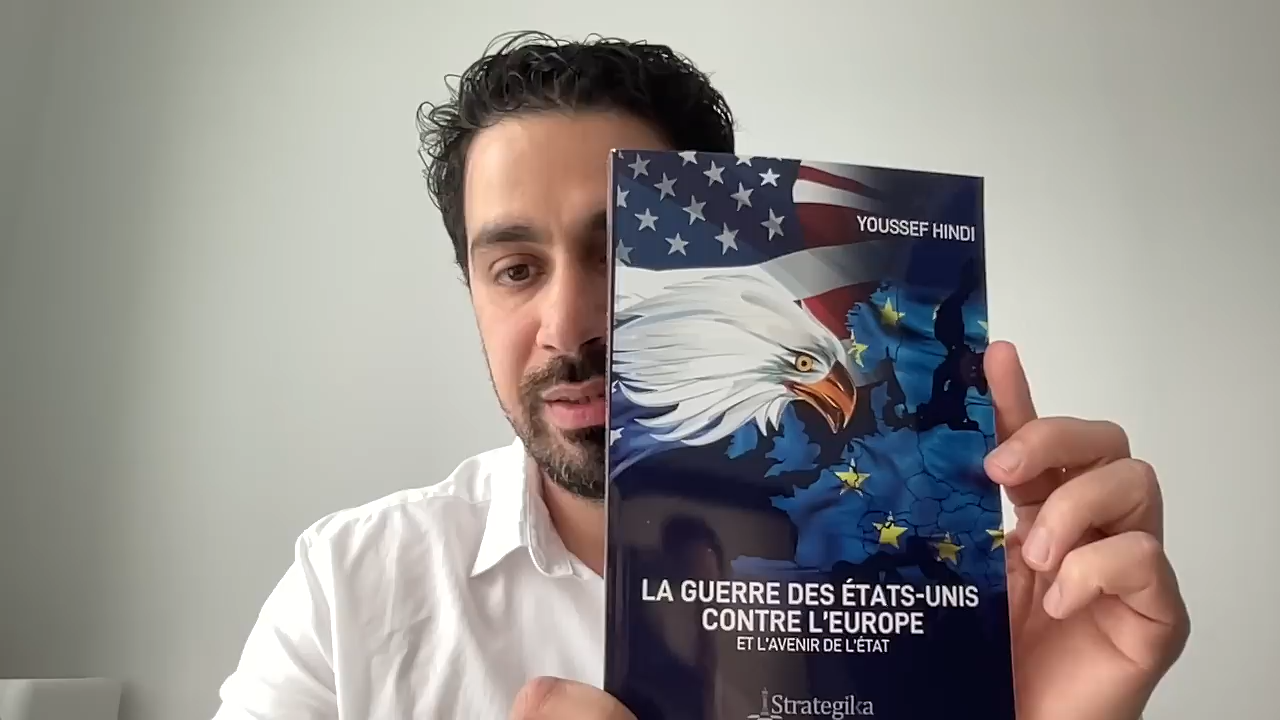 YOUSSEF HINDI
LA GUERRE DES ÉTATS-UNIS
CONTRE L'EUROPE
ET L'AVENIR DE L'ÉTAT
Strategika